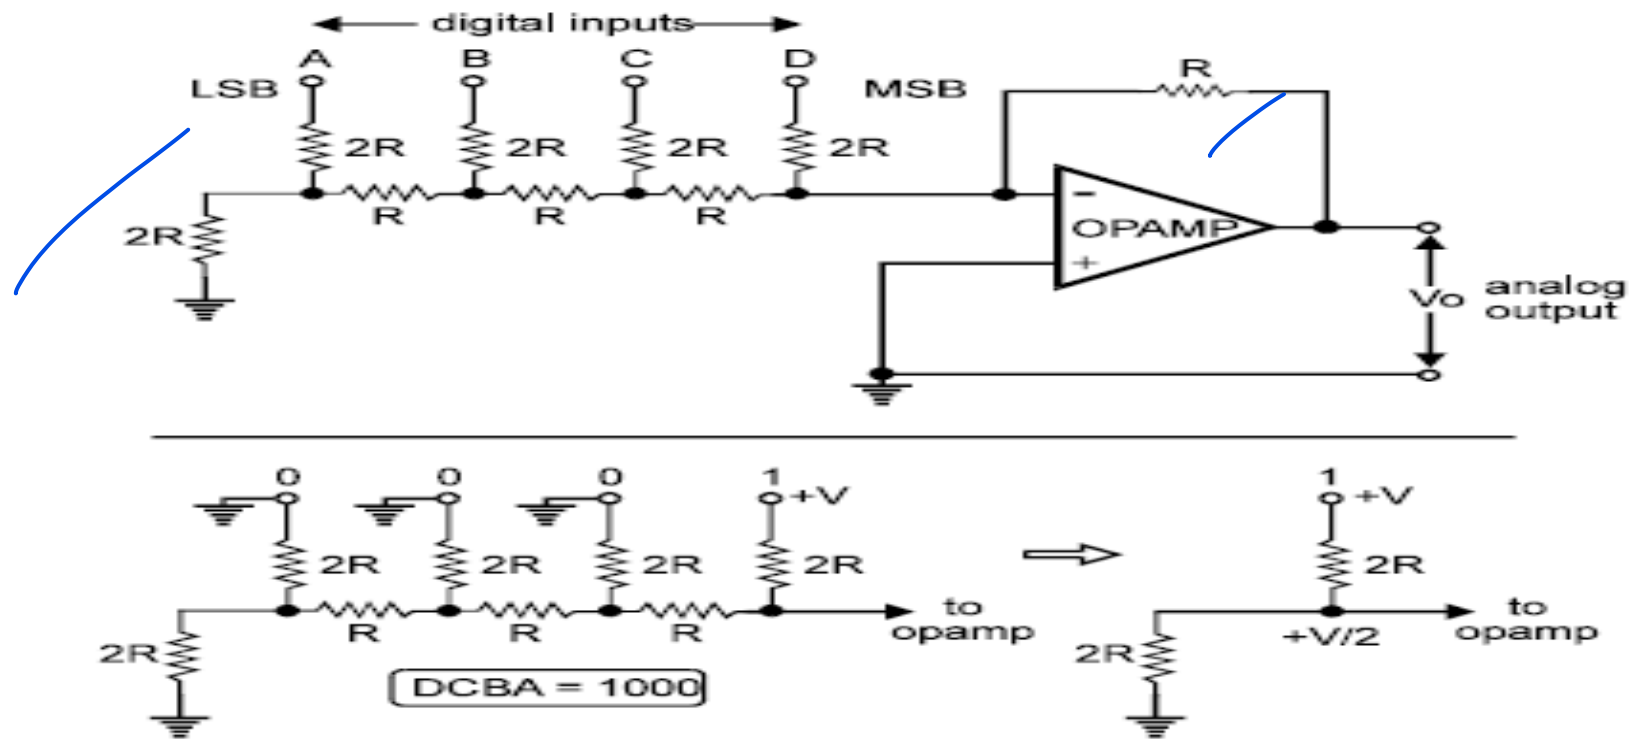 digital inputs
A B C D
LSB MSB R
2R 2R 2R 2R
R R R
2R
-
OPAMP
+
Vo analog
output
0 0 0 1 +V 1 +V
2R 2R 2R 2R 2R
R R R to
opamp
+V/2 to
opamp
2R 2R
DCBA = 1000